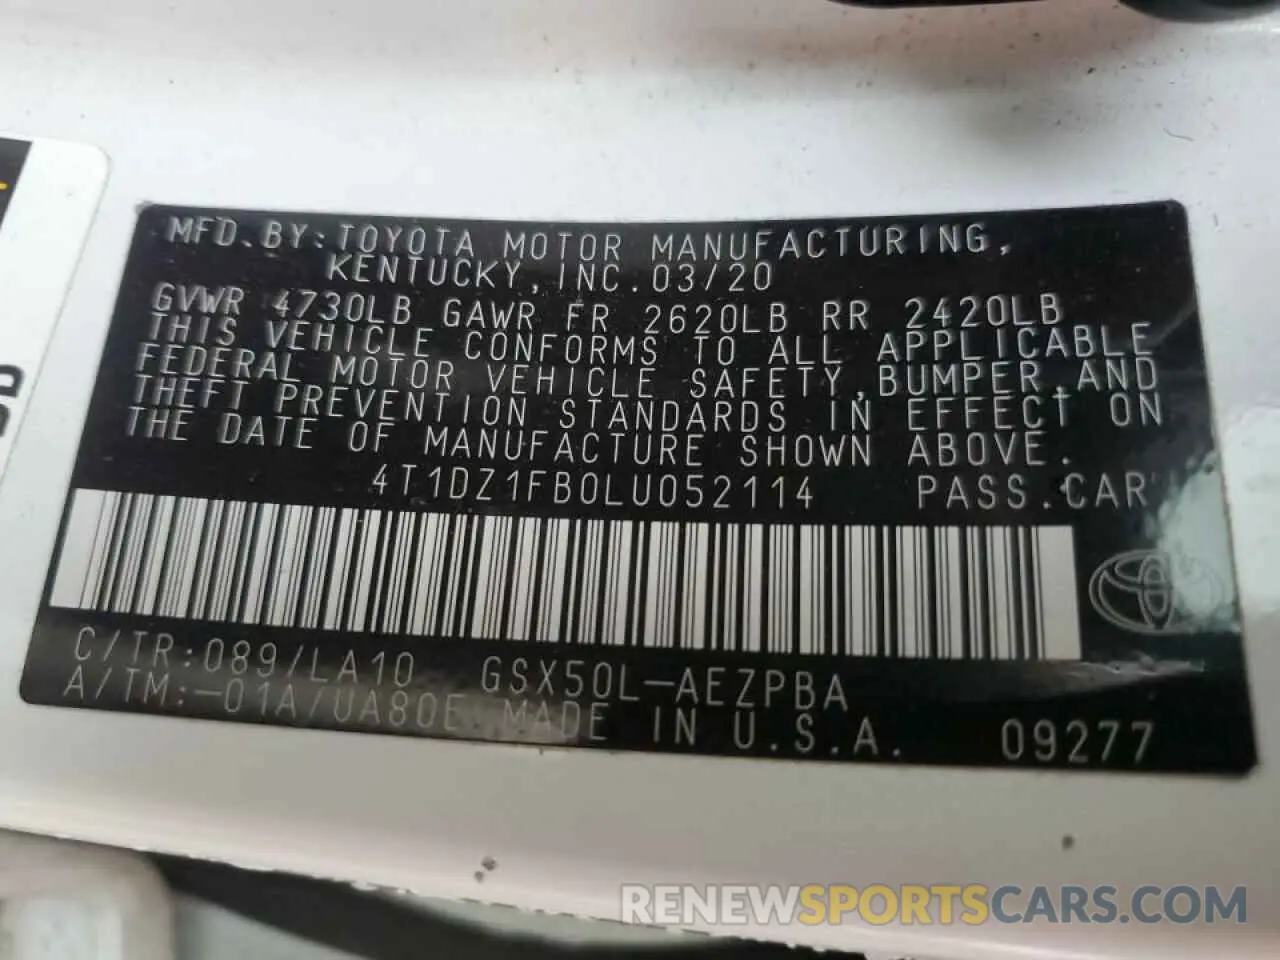 MFD.BY:TOYOTA MOTOR MANUFACTURING,
KENTUCKY,INC.03/20
GVWR 4730LB GAWR FR 2620LB RR 2420LB
THIS VEHICLE CONFORMS TO ALL APPLICABLE
FEDERAL MOTOR VEHICLE SAFETY,BUMPER,AND
THEFT PREVENTION STANDARDS IN EFFECT ON
THE DATE OF MANUFACTURE SHOWN ABOVE.
4T1DZ1FB0LU052114 PASS.CAR
C/TR:089/LA10 GSX50L-AEZPBA
A/TM:-01A/UA80E MADE IN U.S.A. 09277
RENEWSPORTSCARS.COM